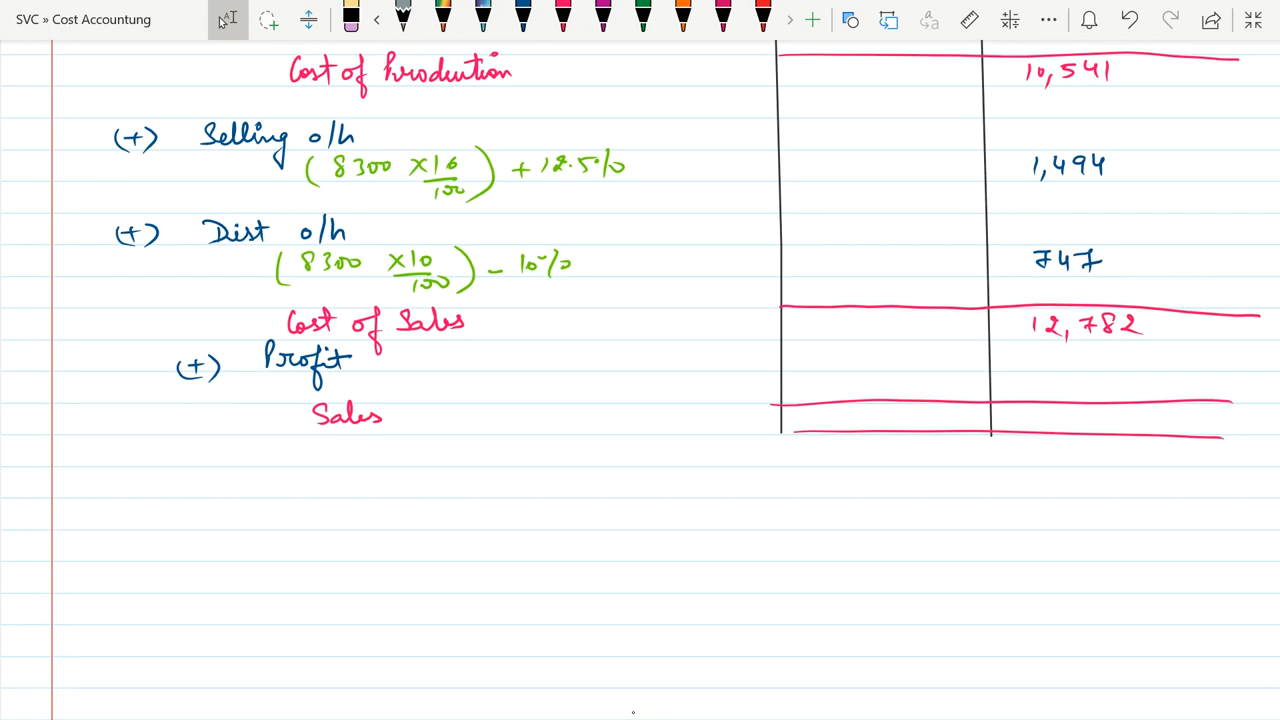 SVC » Cost Accountung
Cost of Production 10,541
(+) Selling o/h
(8300 × 16/100) + 12.5% 1,494
(+) Dist o/h
(8300 × 10/100) - 10% 747
Cost of Sales 12,782
(+) Profit
Sales